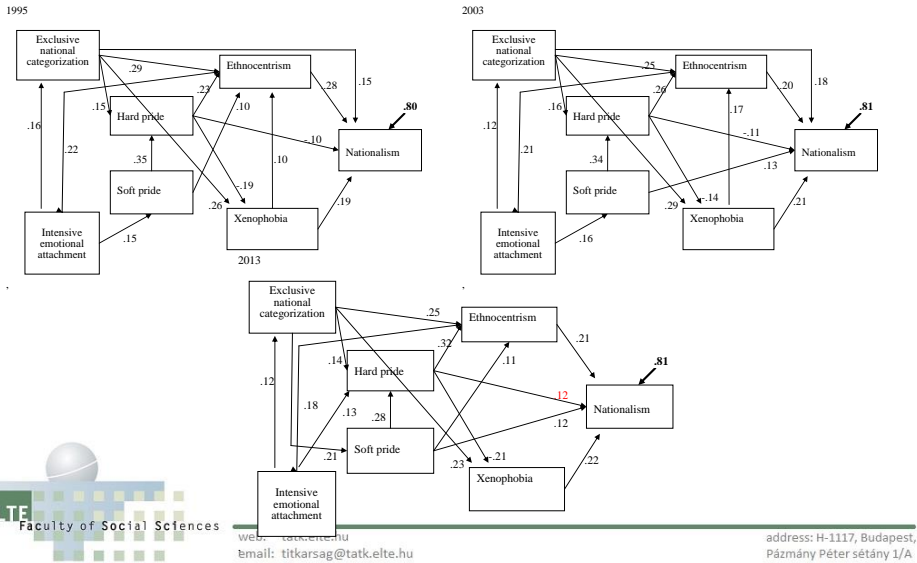 1995
Exclusive
national
categorization
.29
Ethnocentrism
.28
.15
.15
.23
.10
.80
.16
Hard pride
.22
-.10
Nationalism
.35
.10
Soft pride
-.19
.26
.19
Xenophobia
Intensive
emotional
attachment
.15
2003
Exclusive
national
categorization
.25
Ethnocentrism
.20
.18
.16
.26
.17
.81
.12
Hard pride
.21
-.11
Nationalism
.34
.13
Soft pride
-.14
.29
.21
Xenophobia
Intensive
emotional
attachment
.16
2013
Exclusive
national
categorization
.25
Ethnocentrism
.21
.32
.14
.11
.81
.12
Hard pride
.12
Nationalism
.18
.13
.28
.12
.21
Soft pride
.23
-.21
.22
Xenophobia
Intensive
emotional
attachment
LTE
Faculty of Social Sciences
web: tatk.elte.hu
email: titkarsag@tatk.elte.hu
address: H-1117, Budapest,
Pázmány Péter sétány 1/A